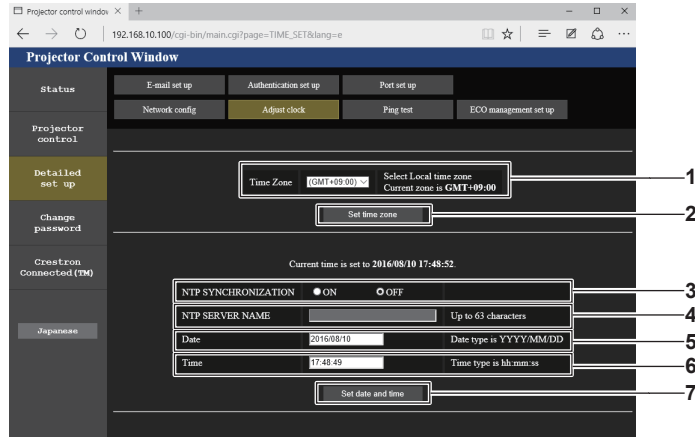 Projector control window
192.168.10.100/cgi-bin/main.cgi?page=TIME_SET&lang=e
Projector Control Window
Status
E-mail set up
Authentication set up
Port set up
Network config
Adjust clock
Ping test
ECO management set up
Projector
control
Detailed
set up
Time Zone
(GMT+09:00)
Select Local time zone
Current zone is GMT+09:00
1
Set time zone
2
Change
password
Crestron
Connected(TM)
Current time is set to 2016/08/10 17:48:52.
NTP SYNCHRONIZATION ON OFF
3
NTP SERVER NAME Up to 63 characters
4
Date 2016/08/10 Date type is YYYY/MM/DD
5
Time 17:48:49 Time type is hh:mm:ss
6
Japanese
Set date and time
7